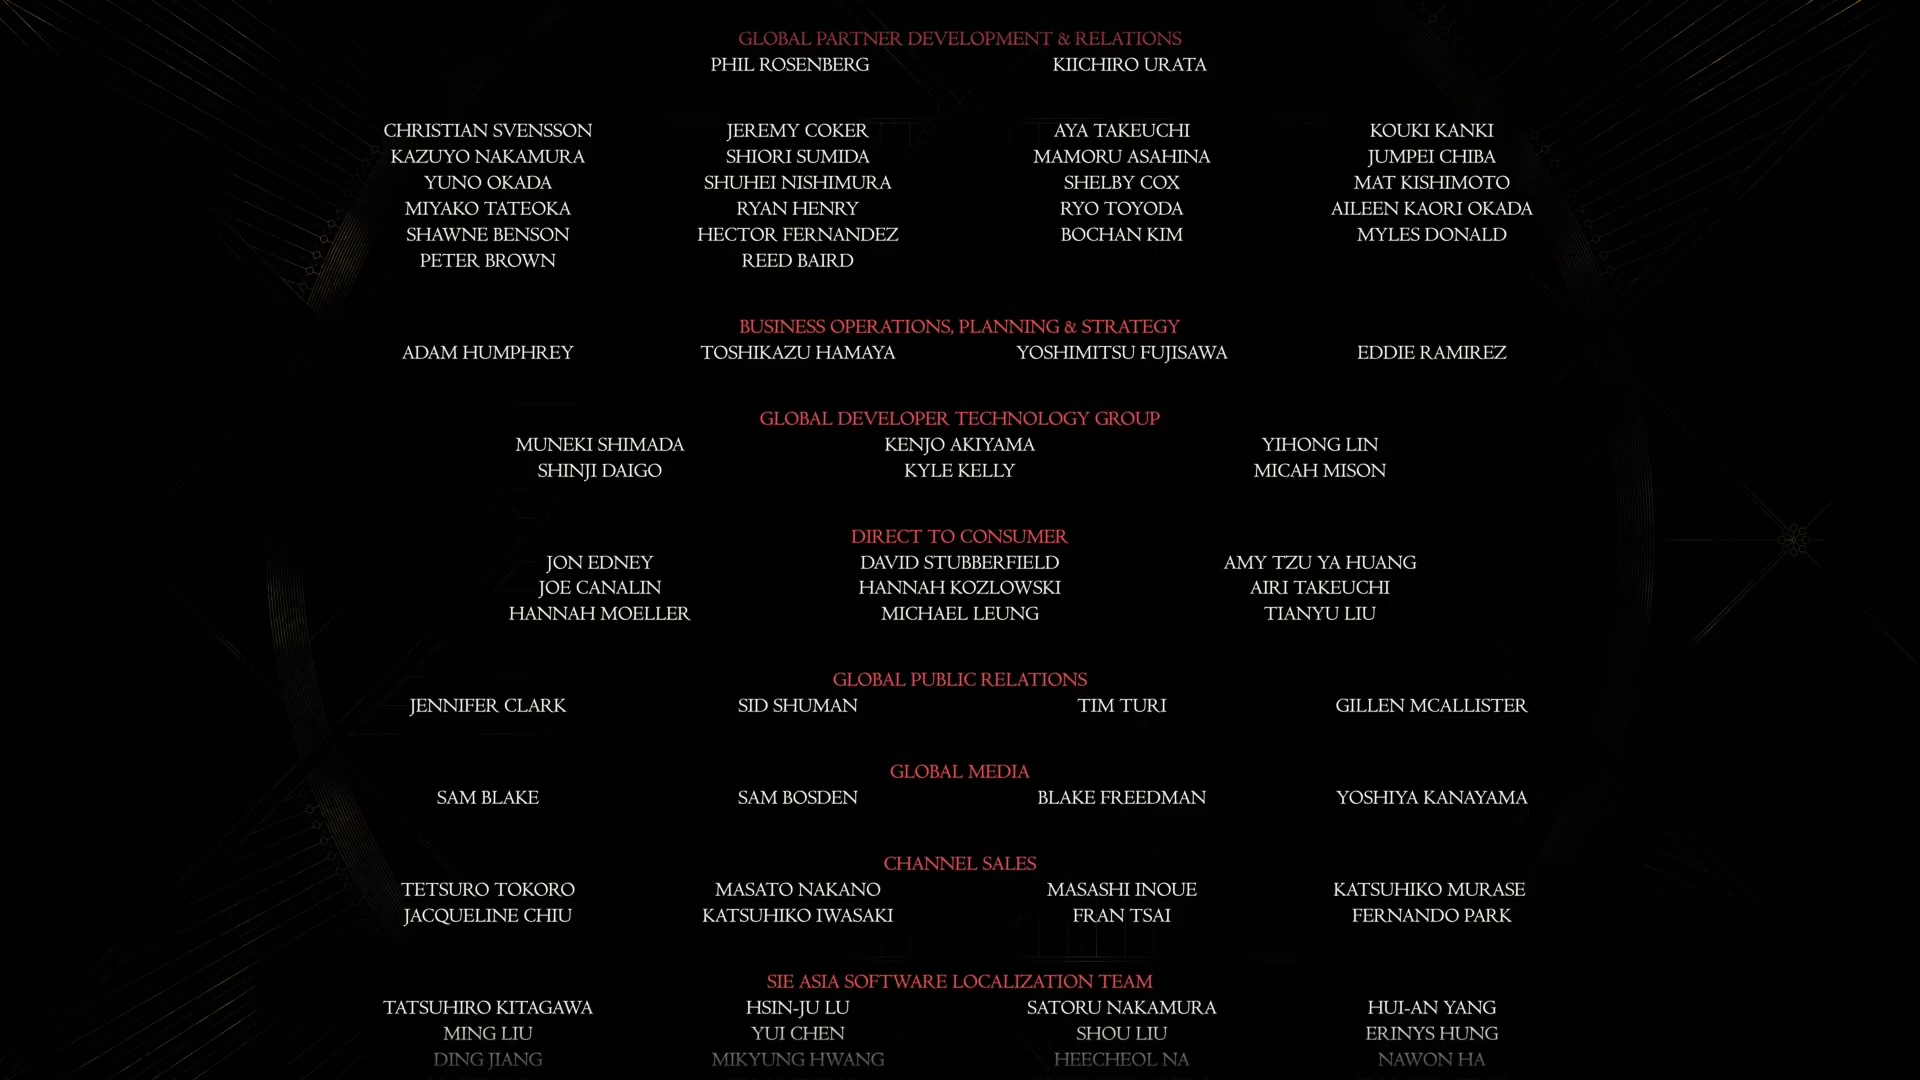 GLOBAL PARTNER DEVELOPMENT & RELATIONS
PHIL ROSENBERG KIICHIRO URATA
CHRISTIAN SVENSSON JEREMY COKER AYA TAKEUCHI KOUKI KANKI
KAZUYO NAKAMURA SHIORI SUMIDA MAMORU ASAHINA JUMPEI CHIBA
YUNO OKADA SHUHEI NISHIMURA SHELBY COX MAT KISHIMOTO
MIYAKO TATEOKA RYAN HENRY RYO TOYODA AILEEN KAORI OKADA
SHAWNE BENSON HECTOR FERNANDEZ BOCHAN KIM MYLES DONALD
PETER BROWN REED BAIRD
BUSINESS OPERATIONS, PLANNING & STRATEGY
ADAM HUMPHREY TOSHIKAZU HAMAYA YOSHIMITSU FUJISAWA EDDIE RAMIREZ
GLOBAL DEVELOPER TECHNOLOGY GROUP
MUNEKI SHIMADA KENJO AKIYAMA YIHONG LIN
SHINJI DAIGO KYLE KELLY MICAH MISON
DIRECT TO CONSUMER
JON EDNEY DAVID STUBBERFIELD AMY TZU YA HUANG
JOE CANALIN HANNAH KOZLOWSKI AIRI TAKEUCHI
HANNAH MOELLER MICHAEL LEUNG TIANYU LIU
GLOBAL PUBLIC RELATIONS
JENNIFER CLARK SID SHUMAN TIM TURI GILLEN MCALLISTER
GLOBAL MEDIA
SAM BLAKE SAM BOSDEN BLAKE FREEDMAN YOSHIYA KANAYAMA
CHANNEL SALES
TETSURO TOKORO MASATO NAKANO MASASHI INOUE KATSUHIKO MURASE
JACQUELINE CHIU KATSUHIKO IWASAKI FRAN TSAI FERNANDO PARK
SIE ASIA SOFTWARE LOCALIZATION TEAM
TATSUHIRO KITAGAWA HSIN-JU LU SATORU NAKAMURA HUI-AN YANG
MING LIU YUI CHEN SHOU LIU ERINYS HUNG
DING JIANG MIKYUNG HWANG HEECHEOL NA NAWON HA